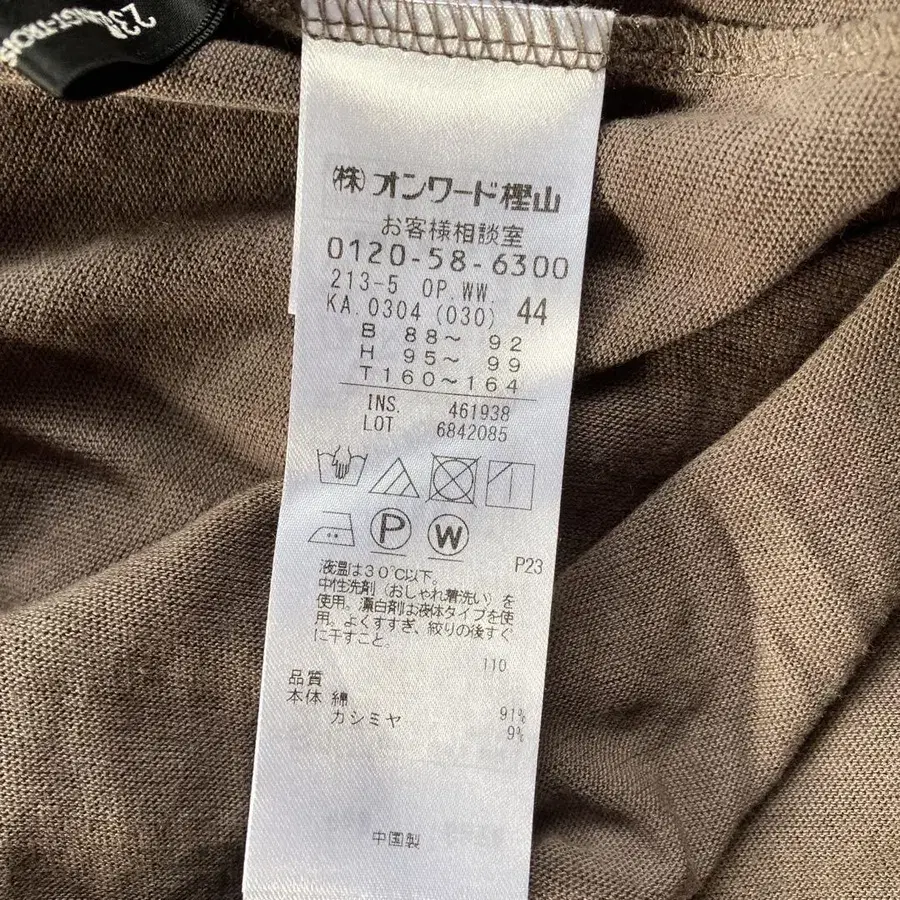 23区
㈱オンワード樫山
お客様相談室
0120-58-6300
213-5 OP.WW.
KA.0304(030) 44
B 88～ 92
H 95～ 99
T160～164
INS. 461938
LOT 6842085
P
W
P23
液温は30℃以下。
中性洗剤（おしゃれ着洗い）を
使用。漂白剤は液体タイプを使
用。よくすすぎ、絞りの後すぐ
に干すこと。
110
品質
本体 綿 91%
カシミヤ 9%
中国製